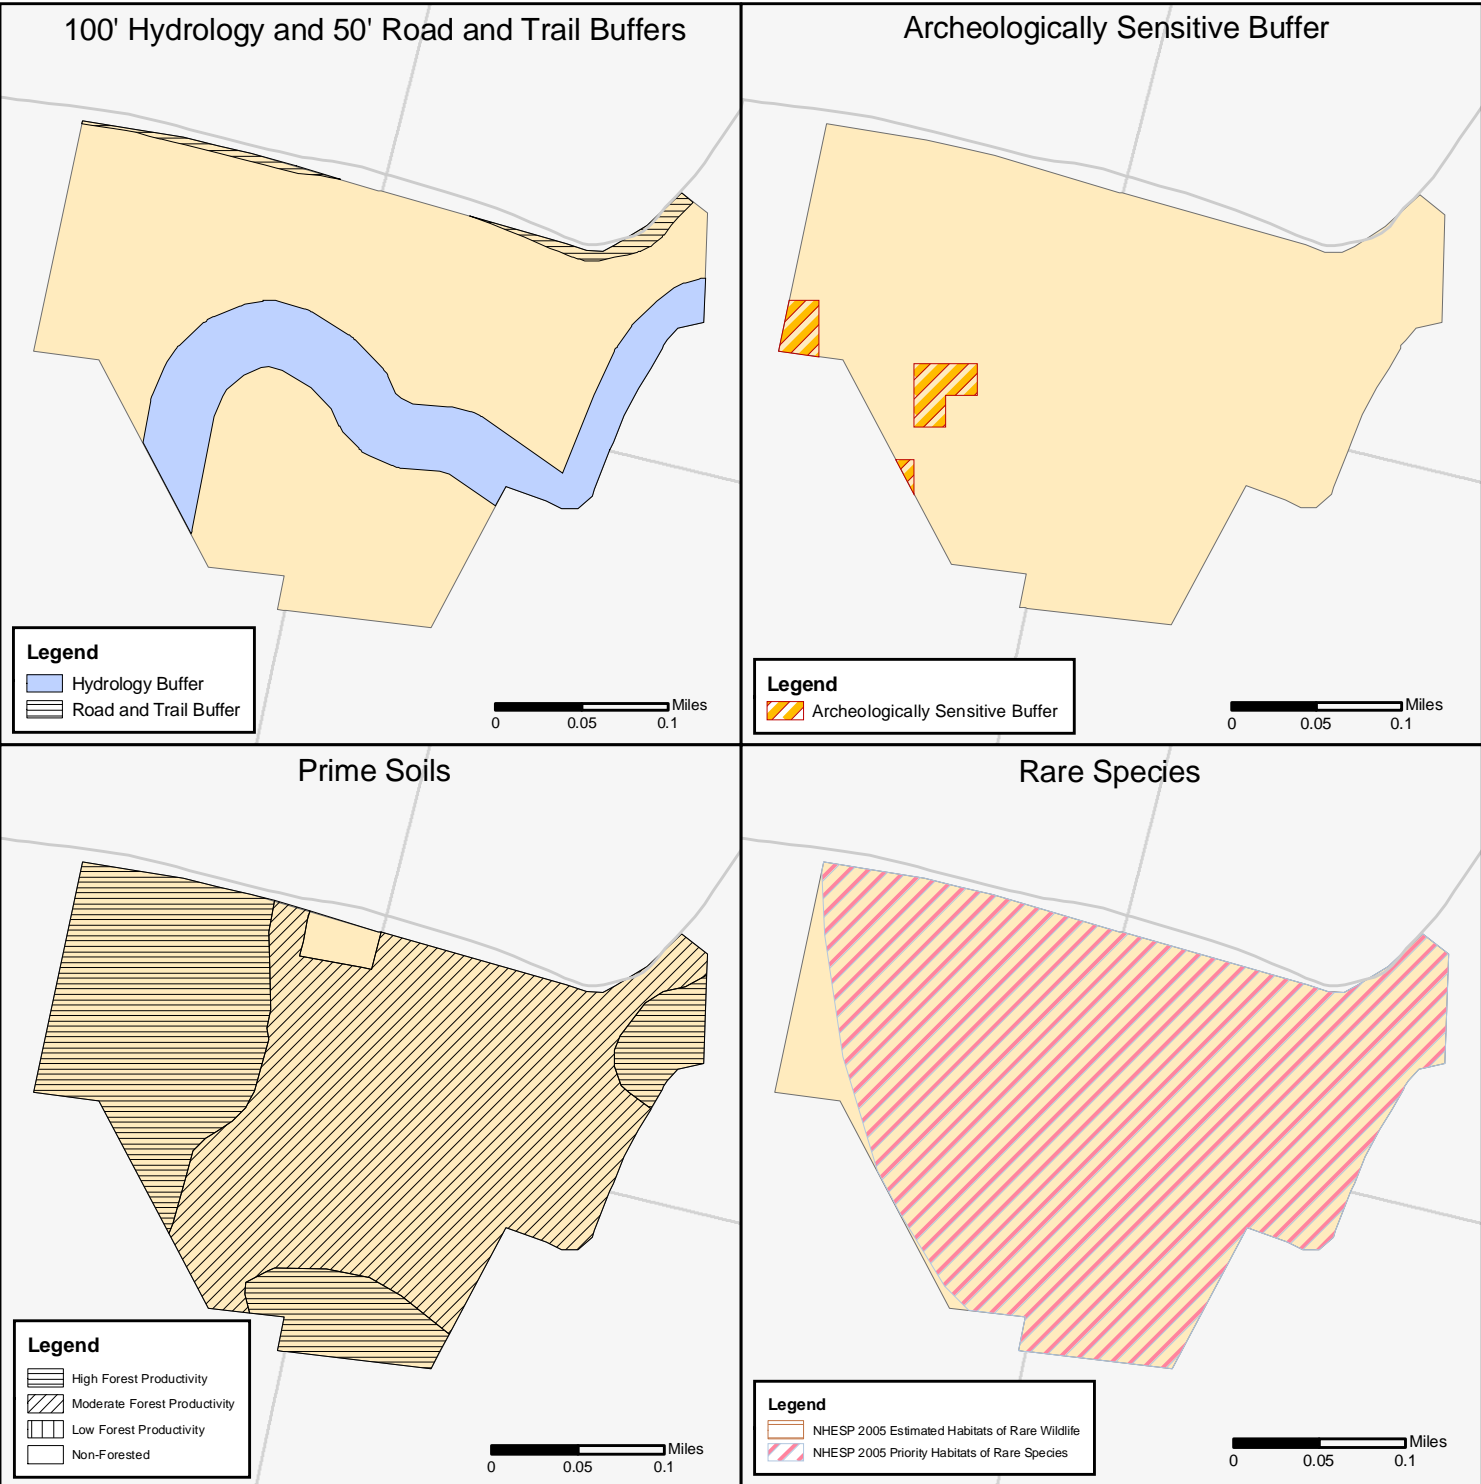 100' Hydrology and 50' Road and Trail Buffers
Legend
Hydrology Buffer
Road and Trail Buffer
Miles
0 0.05 0.1
Archeologically Sensitive Buffer
Legend
Archeologically Sensitive Buffer
Miles
0 0.05 0.1
Prime Soils
Legend
High Forest Productivity
Moderate Forest Productivity
Low Forest Productivity
Non-Forested
Miles
0 0.05 0.1
Rare Species
Legend
NHESP 2005 Estimated Habitats of Rare Wildlife
NHESP 2005 Priority Habitats of Rare Species
Miles
0 0.05 0.1